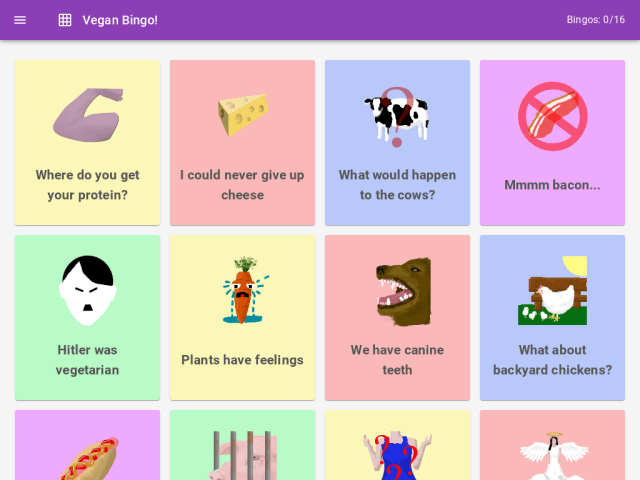 Vegan Bingo!
Bingos: 0/16
Where do you get
your protein?
I could never give up
cheese
What would happen
to the cows?
Mmmm bacon...
Hitler was
vegetarian
Plants have feelings
We have canine
teeth
What about
backyard chickens?